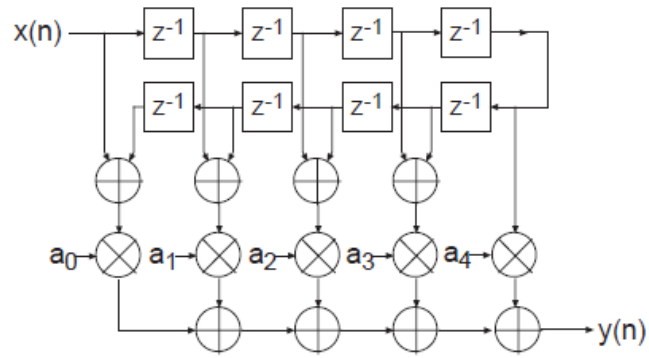 x(n) z⁻¹ z⁻¹ z⁻¹ z⁻¹
z⁻¹ z⁻¹ z⁻¹ z⁻¹
a₀ a₁ a₂ a₃ a₄
y(n)